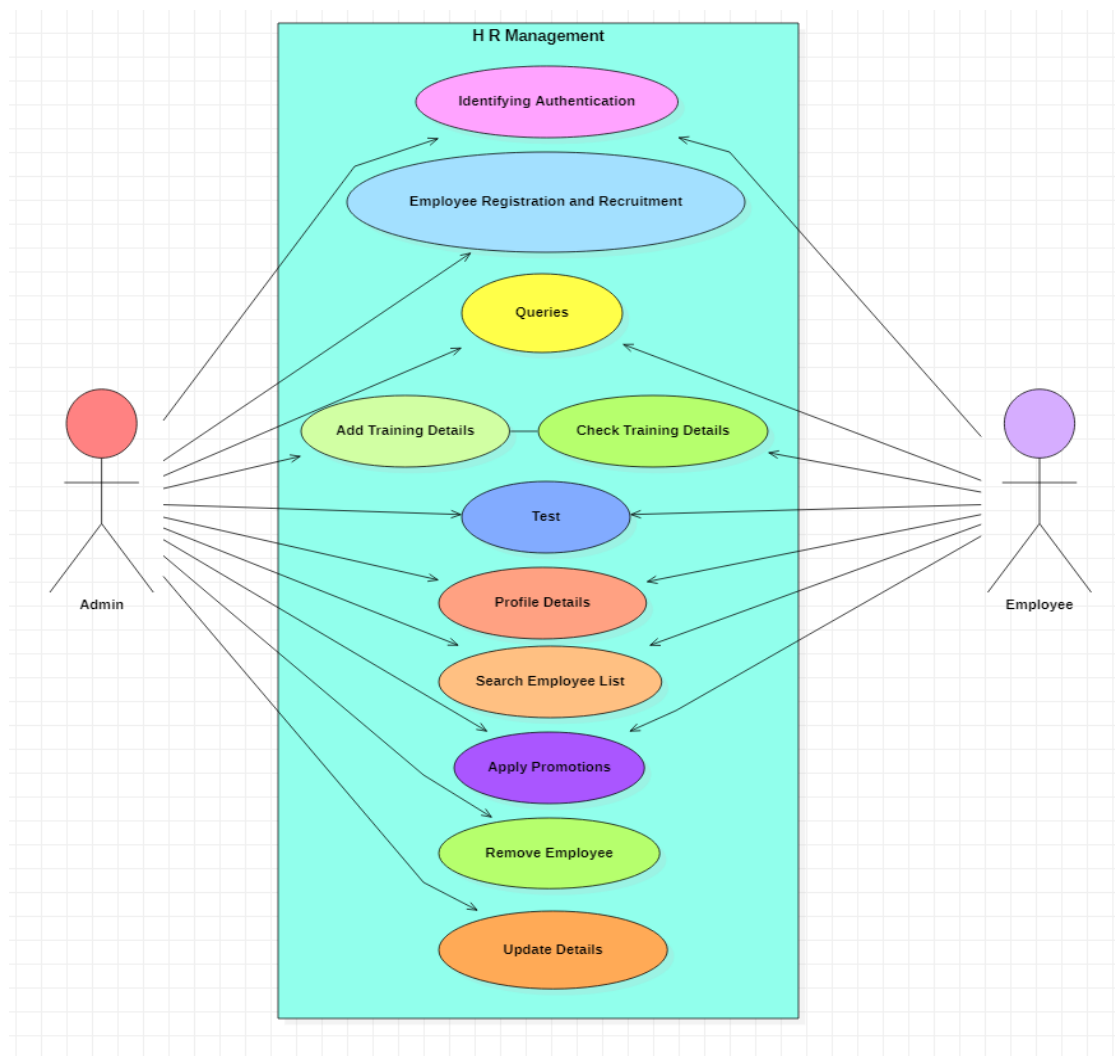 H R Management
Identifying Authentication
Employee Registration and Recruitment
Queries
Add Training Details
Check Training Details
Test
Profile Details
Admin
Employee
Search Employee List
Apply Promotions
Remove Employee
Update Details